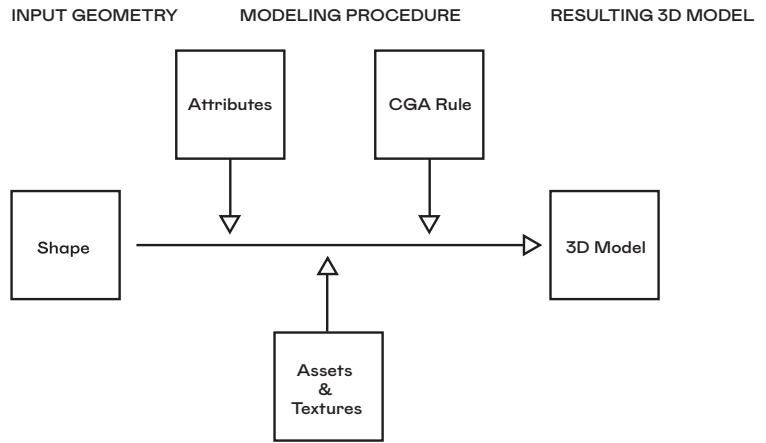 INPUT GEOMETRY
MODELING PROCEDURE
RESULTING 3D MODEL
Attributes
CGA Rule
Shape
3D Model
Assets
&
Textures